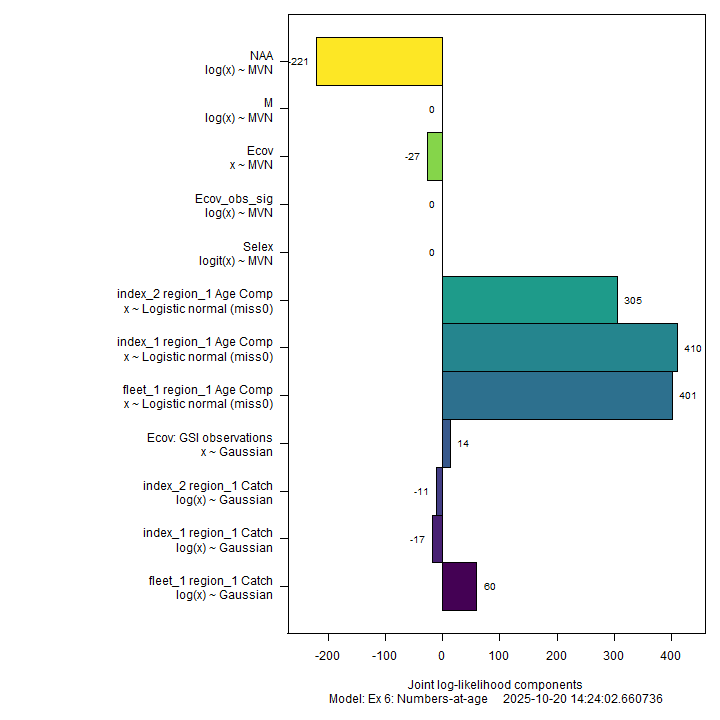 NAA
log(x) ~ MVN
-221
M
log(x) ~ MVN
0
Ecov
x ~ MVN
-27
Ecov_obs_sig
log(x) ~ MVN
0
Selex
logit(x) ~ MVN
0
index_2 region_1 Age Comp
x ~ Logistic normal (miss0)
305
index_1 region_1 Age Comp
x ~ Logistic normal (miss0)
410
fleet_1 region_1 Age Comp
x ~ Logistic normal (miss0)
401
Ecov: GSI observations
x ~ Gaussian
14
index_2 region_1 Catch
log(x) ~ Gaussian
-11
index_1 region_1 Catch
log(x) ~ Gaussian
-17
fleet_1 region_1 Catch
log(x) ~ Gaussian
60
-200 -100 0 100 200 300 400
Joint log-likelihood components
Model: Ex 6: Numbers-at-age 2025-10-20 14:24:02.660736